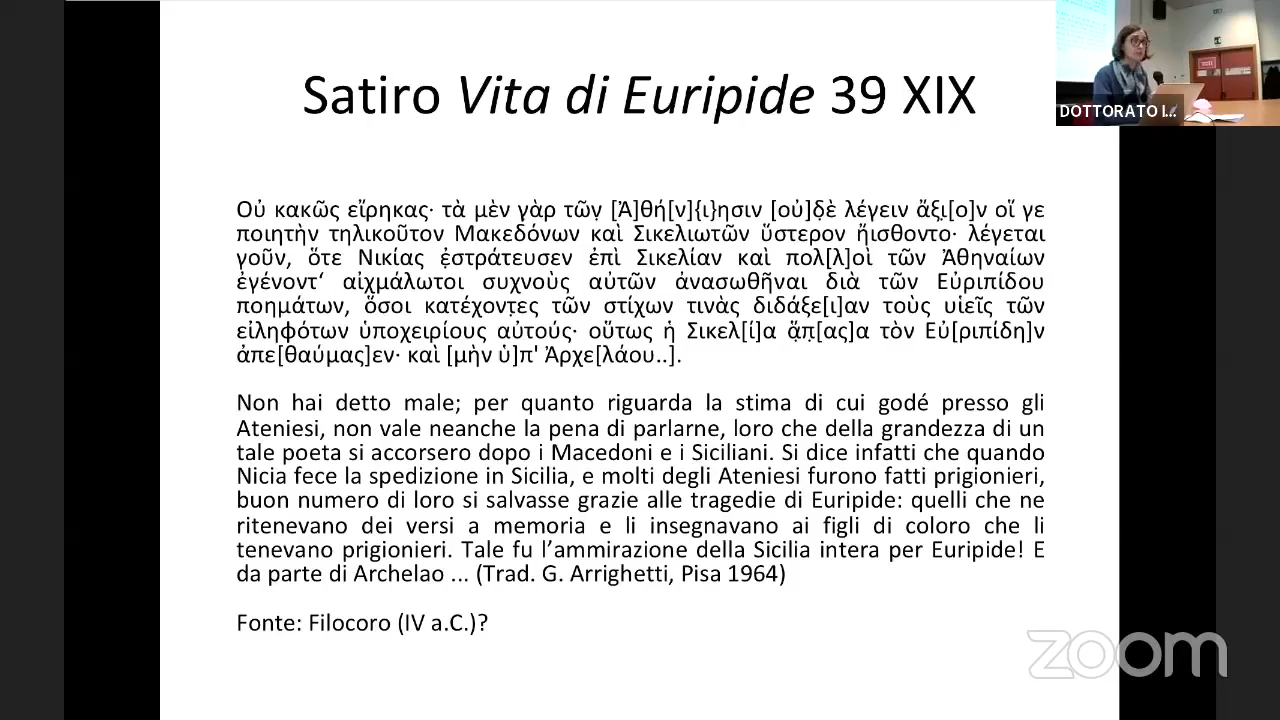 Satiro Vita di Euripide 39 XIX
DOTTORATO I...
Οὐ κακῶς εἴρηκας· τὰ μὲν γὰρ τῶν̣ [Ἀ]θή[ν]{ι}ησιν [οὐ]δ̣ὲ λέγειν ἄξ̣ι[ο]ν οἵ γε
ποιητὴν τηλικοῦτον Μακεδόνων καὶ Σικελιωτῶν ὕστερον ἤισθοντο· λέγεται
γοῦν, ὅτε Νικίας ἐ̣στράτευσεν ἐπὶ Σικελίαν καὶ πολ[λ]οὶ τῶν Ἀθηναίων
ἐγένοντ‘ αἰχμάλωτοι συχνοὺς αὐτῶν ἀνασωθῆναι διὰ τῶν Εὐριπίδου
ποημάτων, ὅσοι κατέχον̣τες τῶν στίχων τινὰς διδάξε[ι]αν τοὺς υἱεῖς τῶν
εἰληφότων ὑποχειρίους αὐτούς· οὕτως ἡ Σικελ[ί]α ἅ̣π̣[ας]α τὸν Εὐ[ριπίδη]ν
ἀπε[θαύμας]εν· καὶ [μὴν ὑ]π' Ἀρχε[λάου..].
Non hai detto male; per quanto riguarda la stima di cui godé presso gli
Ateniesi, non vale neanche la pena di parlarne, loro che della grandezza di un
tale poeta si accorsero dopo i Macedoni e i Siciliani. Si dice infatti che quando
Nicia fece la spedizione in Sicilia, e molti degli Ateniesi furono fatti prigionieri,
buon numero di loro si salvasse grazie alle tragedie di Euripide: quelli che ne
ritenevano dei versi a memoria e li insegnavano ai figli di coloro che li
tenevano prigionieri. Tale fu l’ammirazione della Sicilia intera per Euripide! E
da parte di Archelao ... (Trad. G. Arrighetti, Pisa 1964)
Fonte: Filocoro (IV a.C.)?
zoom